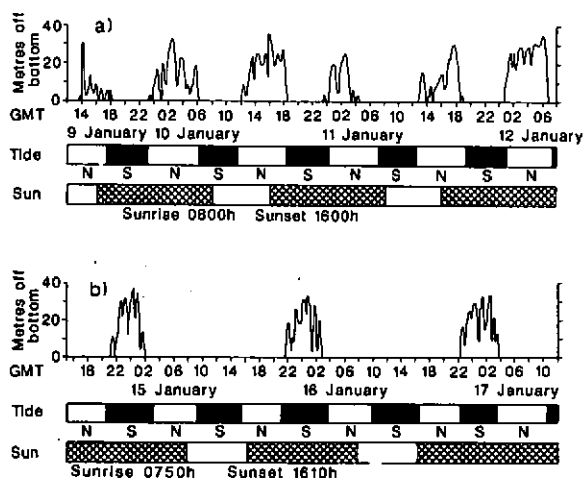 a)
Metres off
bottom
40
20
0
GMT 14 18 22 02 06 10 14 18 22 02 06 10 14 18 22 02 06
9 January 10 January 11 January 12 January
Tide
N S N S N S N S N S N
Sun
Sunrise 0800h Sunset 1600h
b)
Metres off
bottom
40
20
0
GMT 18 22 02 06 10 14 18 22 02 06 10 14 18 22 02 06 10
15 January 16 January 17 January
Tide
N S N S N S N S N S N
Sun
Sunrise 0750h Sunset 1610h